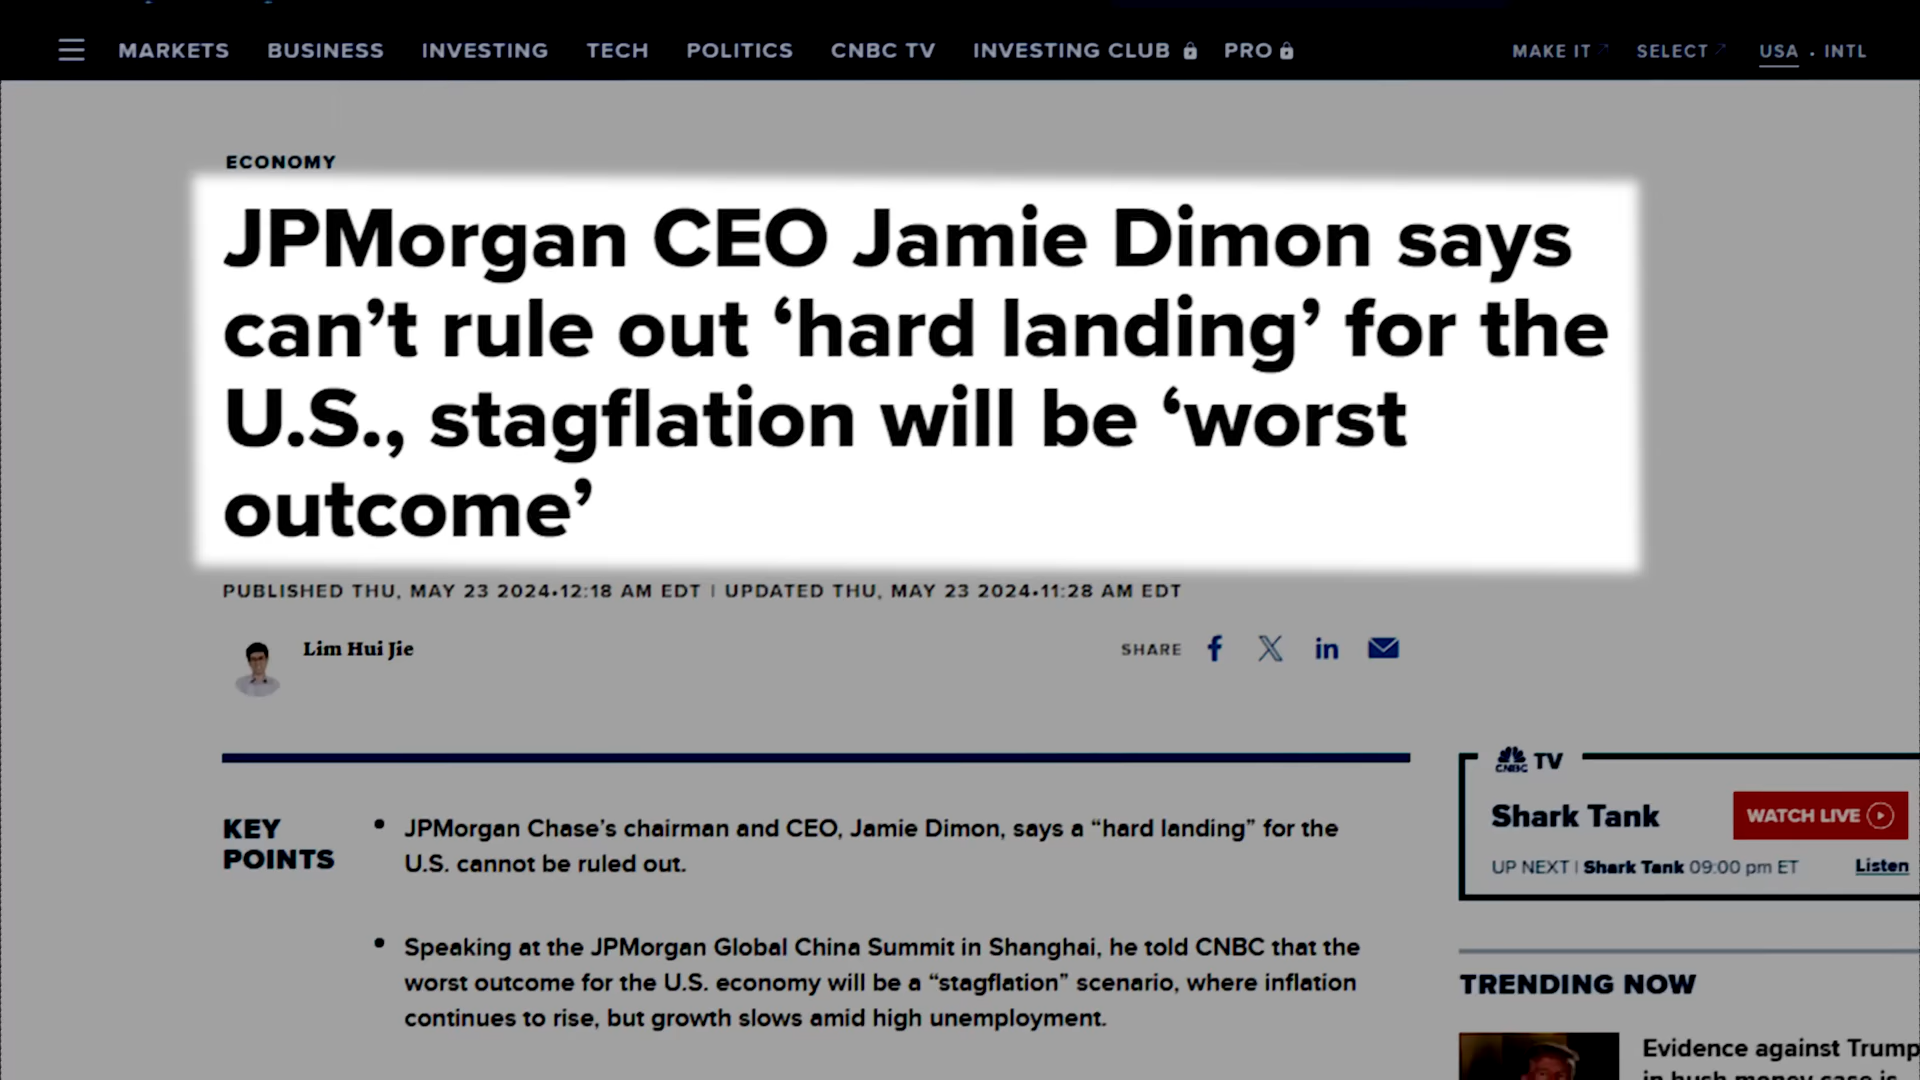 MARKETS BUSINESS INVESTING TECH POLITICS CNBC TV INVESTING CLUB PRO MAKE IT SELECT USA · INTL
ECONOMY
JPMorgan CEO Jamie Dimon says
can’t rule out ‘hard landing’ for the
U.S., stagflation will be ‘worst
outcome’
PUBLISHED THU, MAY 23 2024•12:18 AM EDT | UPDATED THU, MAY 23 2024•11:28 AM EDT
Lim Hui Jie
SHARE
KEY
POINTS
• JPMorgan Chase’s chairman and CEO, Jamie Dimon, says a “hard landing” for the
U.S. cannot be ruled out.
• Speaking at the JPMorgan Global China Summit in Shanghai, he told CNBC that the
worst outcome for the U.S. economy will be a “stagflation” scenario, where inflation
continues to rise, but growth slows amid high unemployment.
CNBC TV
Shark Tank
WATCH LIVE
UP NEXT | Shark Tank 09:00 pm ET
Listen
TRENDING NOW
Evidence against Trump
in hush money case is